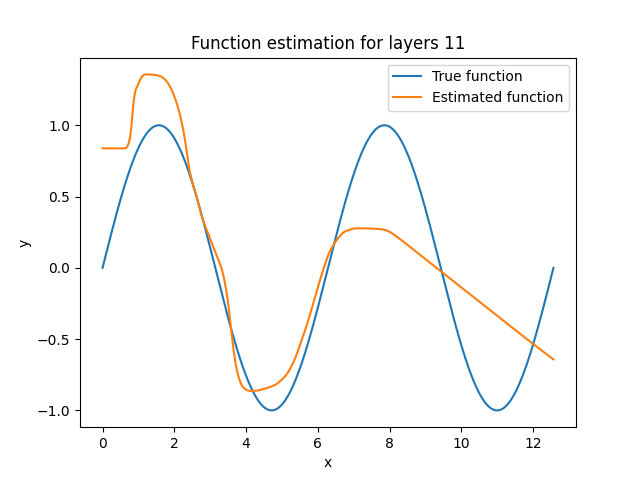 Function estimation for layers 11
True function
Estimated function
1.0
0.5
0.0
−0.5
−1.0
y
0 2 4 6 8 10 12
x